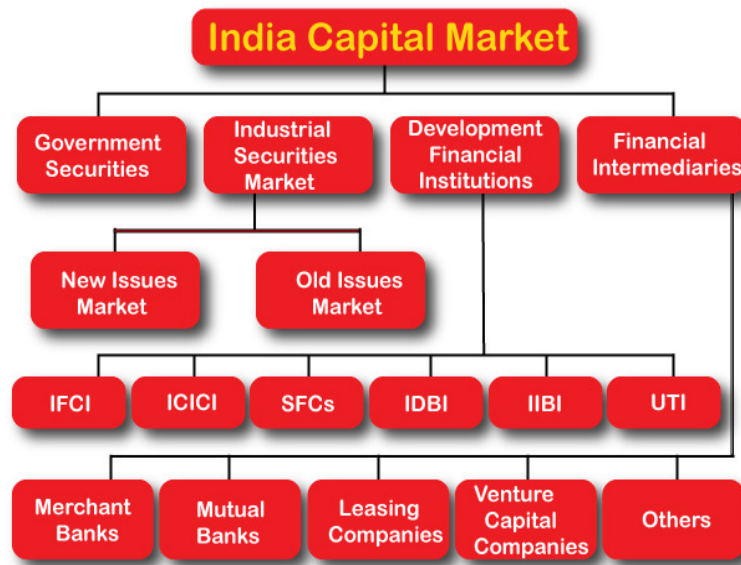 India Capital Market
Government
Securities
Industrial
Securities
Market
Development
Financial
Institutions
Financial
Intermediaries
New Issues
Market
Old Issues
Market
IFCI
ICICI
SFCs
IDBI
IIBI
UTI
Merchant
Banks
Mutual
Banks
Leasing
Companies
Venture
Capital
Companies
Others